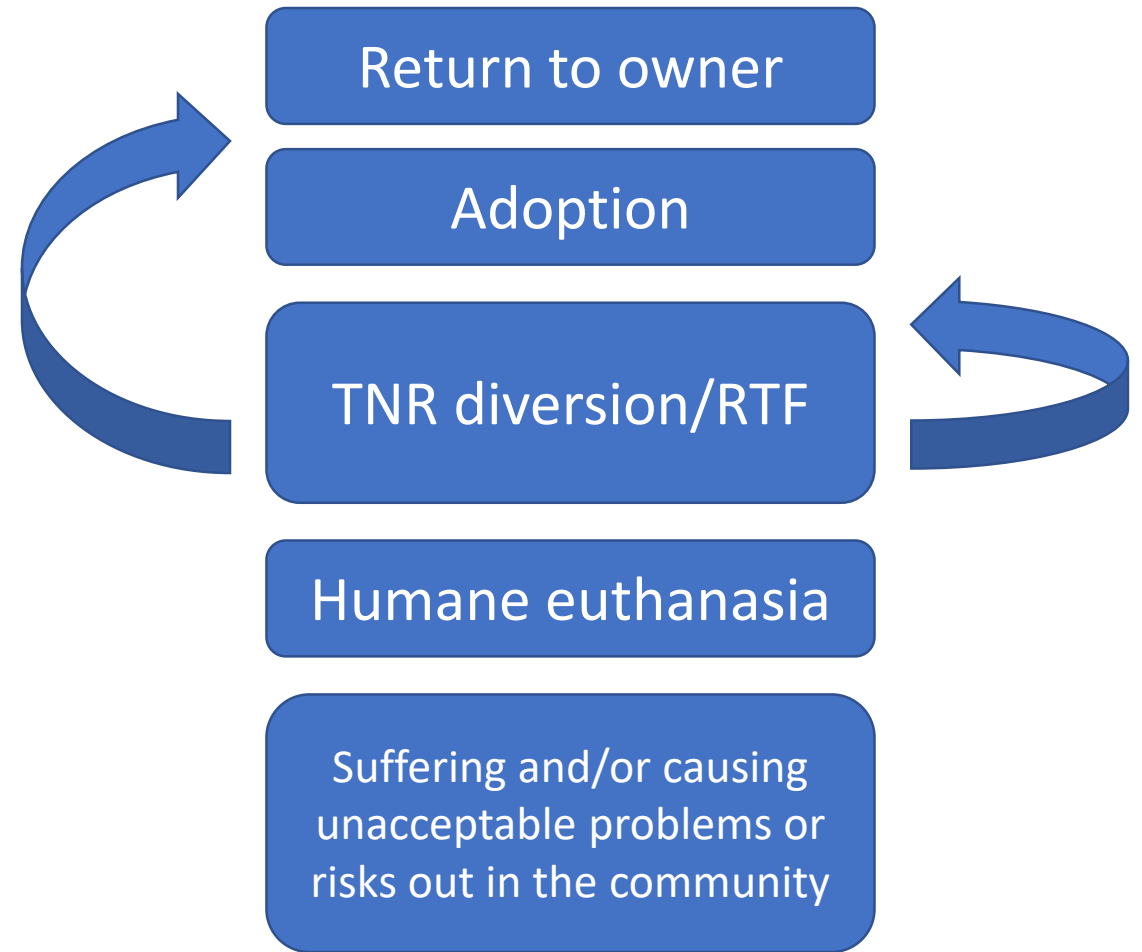 Return to owner
Adoption
TNR diversion/RTF
Humane euthanasia
Suffering and/or causing
unacceptable problems or
risks out in the community